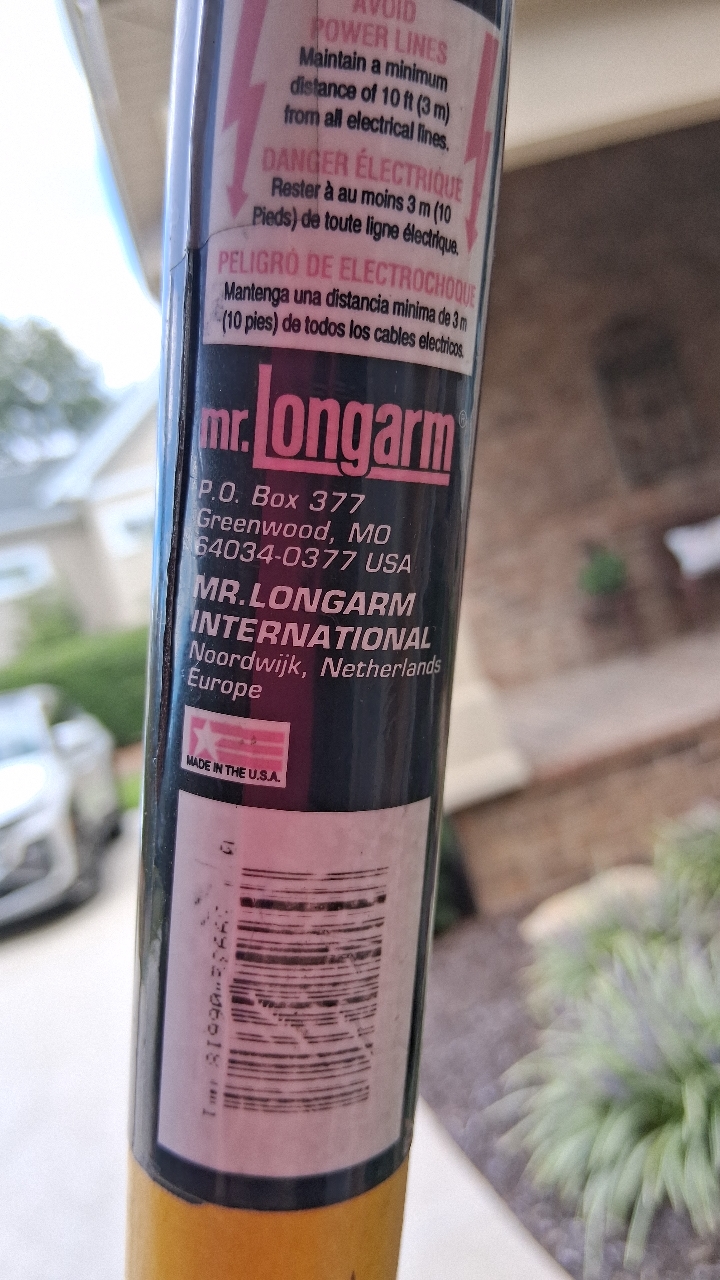 AVOID
POWER LINES
Maintain a minimum
distance of 10 ft (3 m)
from all electrical lines.
DANGER ÉLECTRIQUE
Rester à au moins 3 m (10
Pieds) de toute ligne électrique.
PELIGRO DE ELECTROCHOQUE
Mantenga una distancia minima de 3 m
(10 pies) de todos los cables electricos.
mr. Longarm®
P.O. Box 377
Greenwood, MO
64034-0377 USA
MR. LONGARM
INTERNATIONAL
Noordwijk, Netherlands
Europe
MADE IN THE U.S.A.